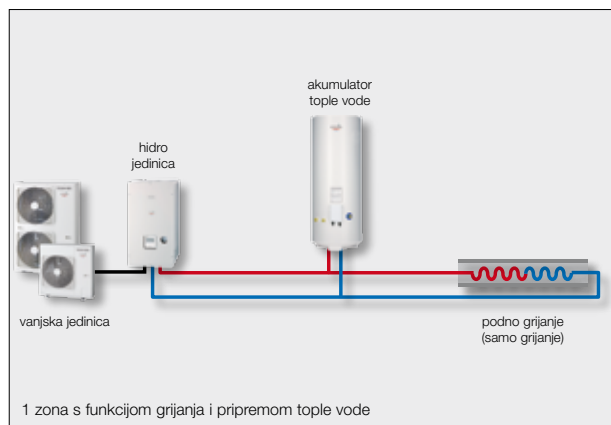 akumulator
tople vode
hidro
jedinica
vanjska jedinica
podno grijanje
(samo grijanje)
1 zona s funkcijom grijanja i pripremom tople vode